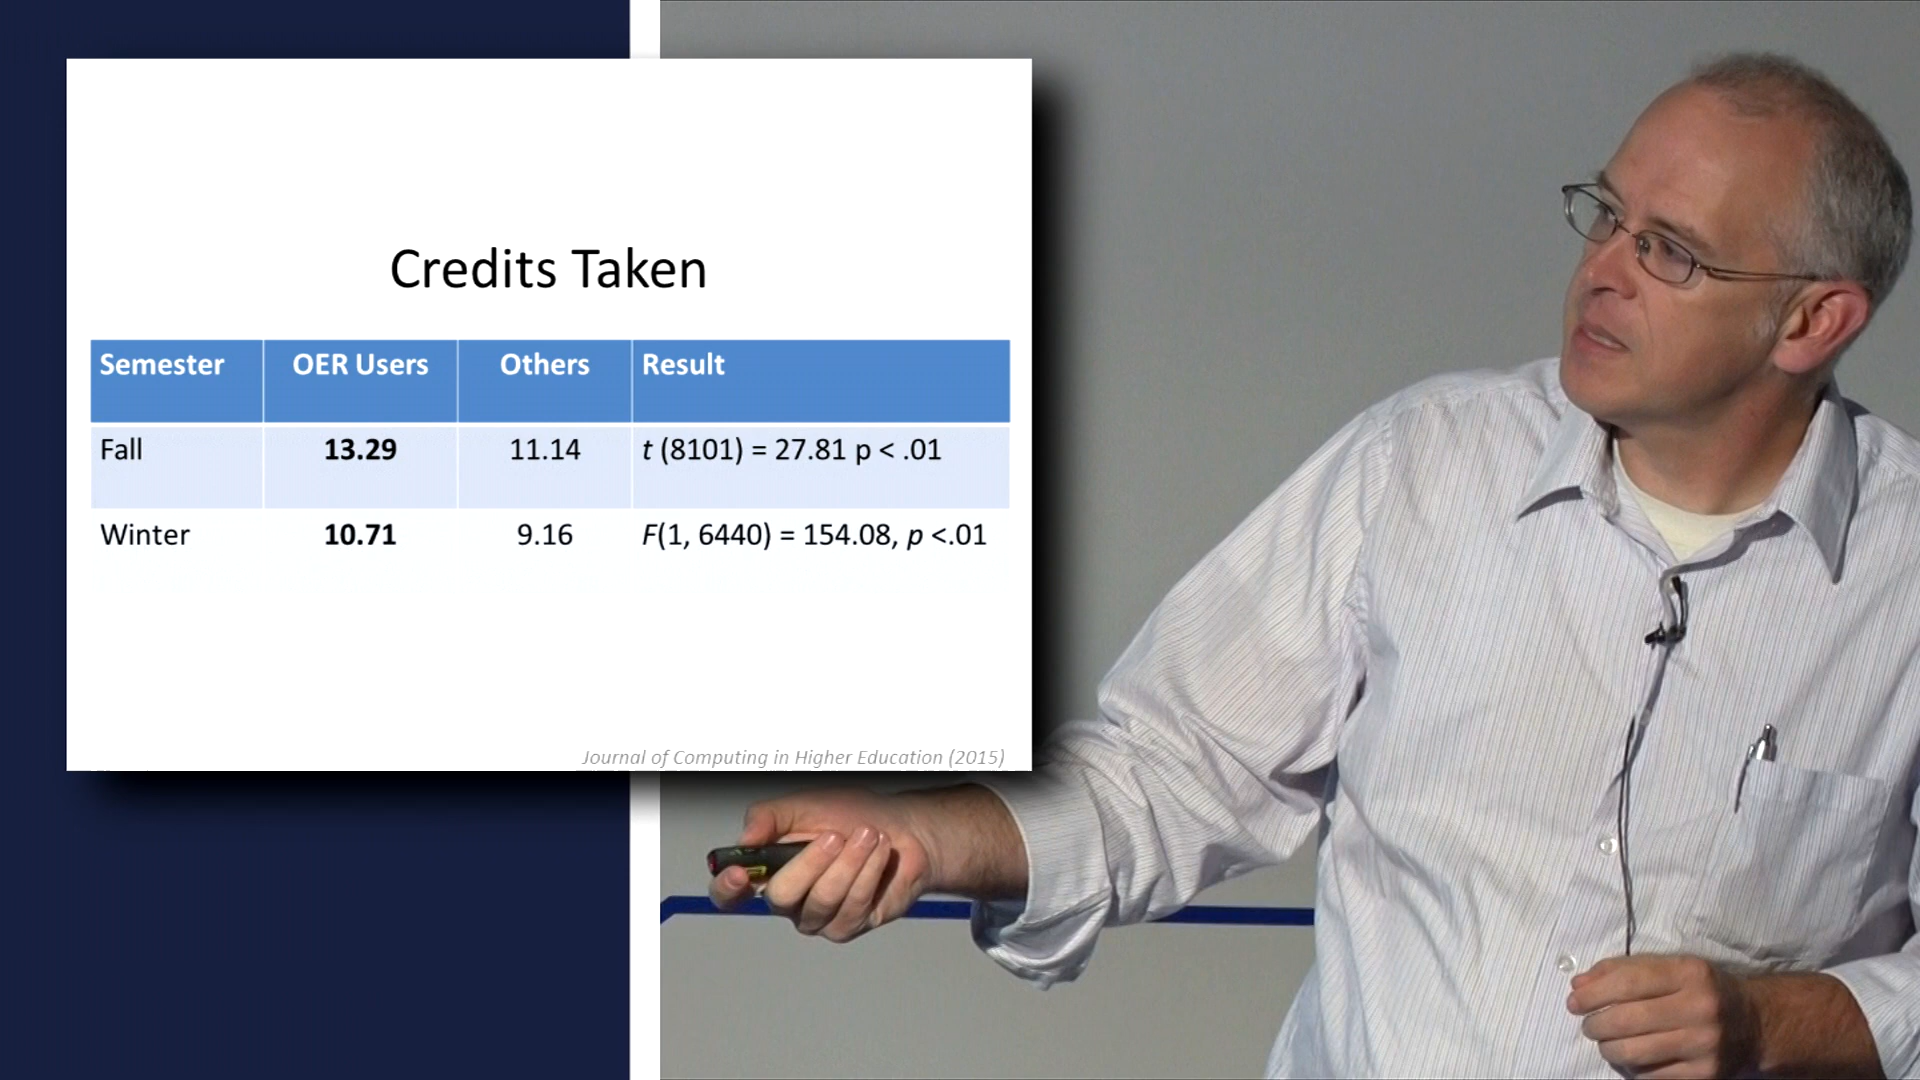 Credits Taken
Semester OER Users Others Result
Fall 13.29 11.14 t (8101) = 27.81 p < .01
Winter 10.71 9.16 F(1, 6440) = 154.08, p <.01
Journal of Computing in Higher Education (2015)